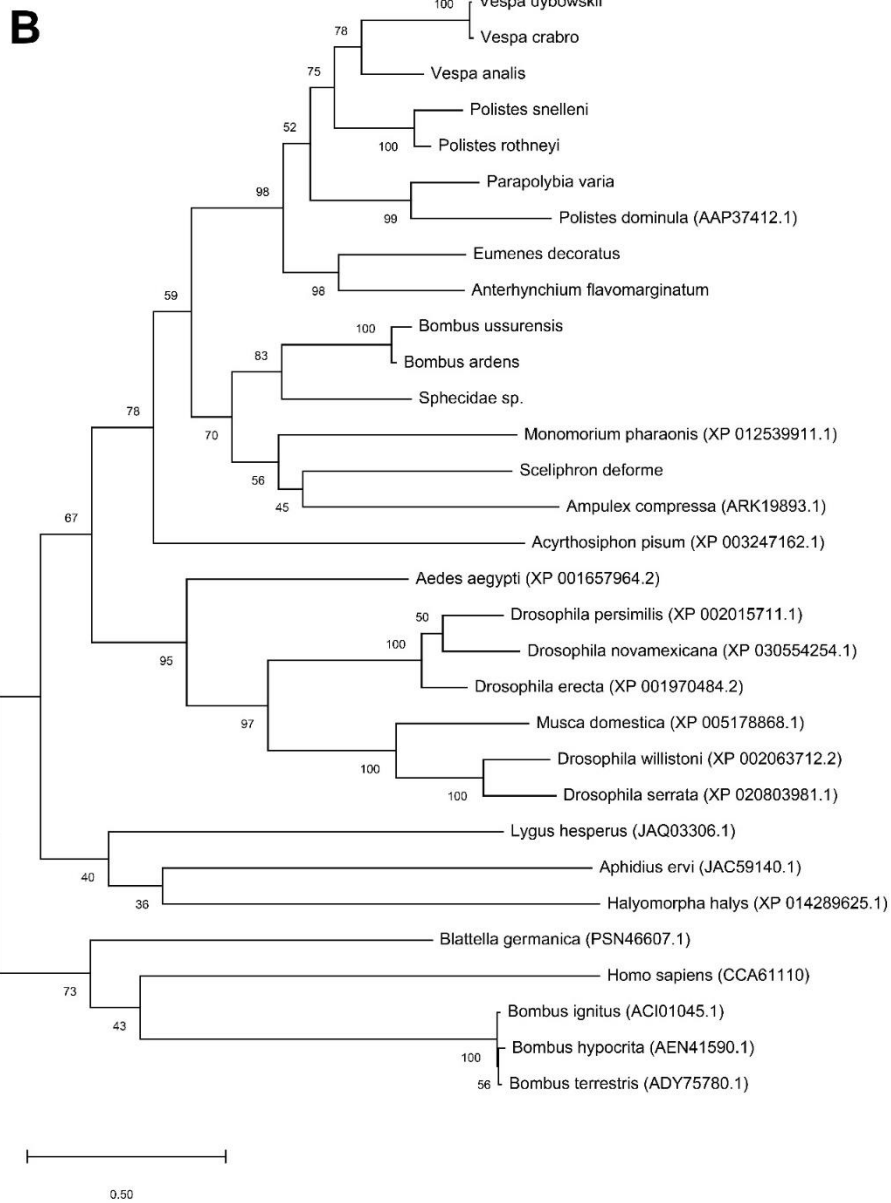 B
100
Vespa dybowskii
Vespa crabro
78
Vespa analis
75
Polistes snelleni
100
Polistes rothneyi
52
Parapolybia varia
99
Polistes dominula (AAP37412.1)
98
Eumenes decoratus
98
Anterhynchium flavomarginatum
59
100
Bombus ussurensis
83
Bombus ardens
Sphecidae sp.
78
70
Monomorium pharaonis (XP 012539911.1)
56
Sceliphron deforme
45
Ampulex compressa (ARK19893.1)
67
Acyrthosiphon pisum (XP 003247162.1)
Aedes aegypti (XP 001657964.2)
50
Drosophila persimilis (XP 002015711.1)
100
Drosophila novamexicana (XP 030554254.1)
95
Drosophila erecta (XP 001970484.2)
97
Musca domestica (XP 005178868.1)
100
Drosophila willistoni (XP 002063712.2)
100
Drosophila serrata (XP 020803981.1)
Lygus hesperus (JAQ03306.1)
40
Aphidius ervi (JAC59140.1)
36
Halyomorpha halys (XP 014289625.1)
Blattella germanica (PSN46607.1)
73
Homo sapiens (CCA61110)
43
Bombus ignitus (ACI01045.1)
100
Bombus hypocrita (AEN41590.1)
56
Bombus terrestris (ADY75780.1)
0.50